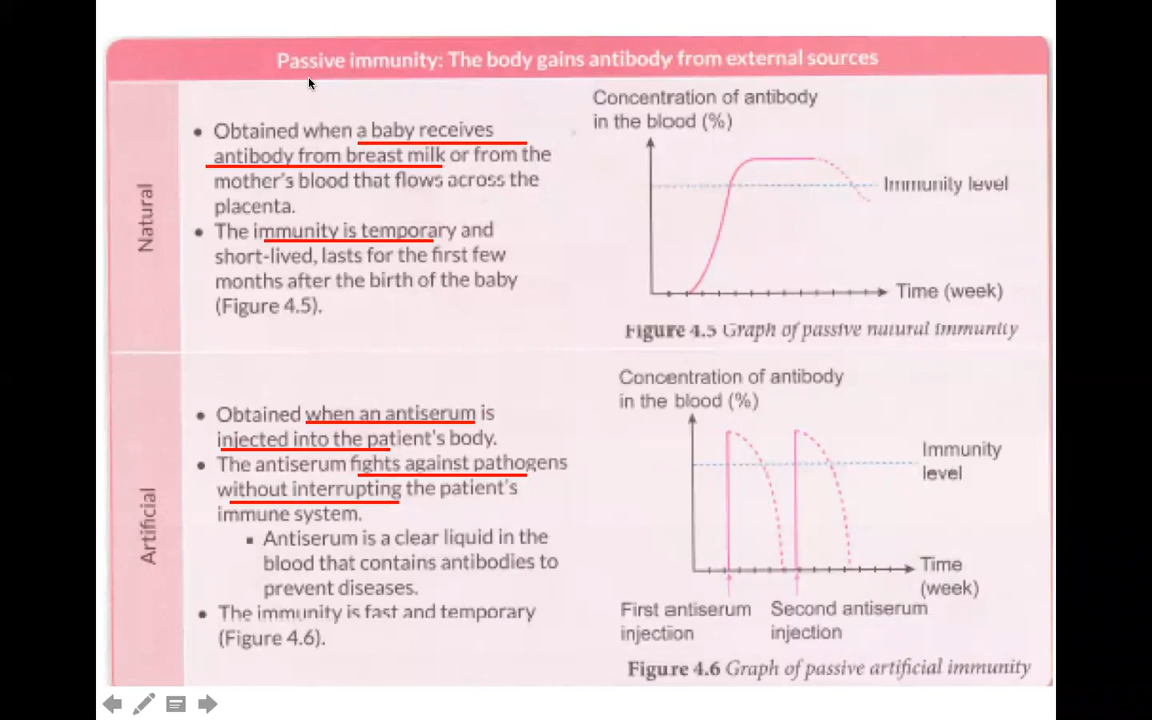 Passive immunity: The body gains antibody from external sources
Natural
• Obtained when a baby receives
antibody from breast milk or from the
mother's blood that flows across the
placenta.
• The immunity is temporary and
short-lived, lasts for the first few
months after the birth of the baby
(Figure 4.5).
Concentration of antibody
in the blood (%)
Immunity level
Time (week)
Figure 4.5 Graph of passive natural immunity
Artificial
• Obtained when an antiserum is
injected into the patient's body.
• The antiserum fights against pathogens
without interrupting the patient's
immune system.
▪ Antiserum is a clear liquid in the
blood that contains antibodies to
prevent diseases.
• The immunity is fast and temporary
(Figure 4.6).
Concentration of antibody
in the blood (%)
Immunity
level
Time
(week)
First antiserum
injection
Second antiserum
injection
Figure 4.6 Graph of passive artificial immunity